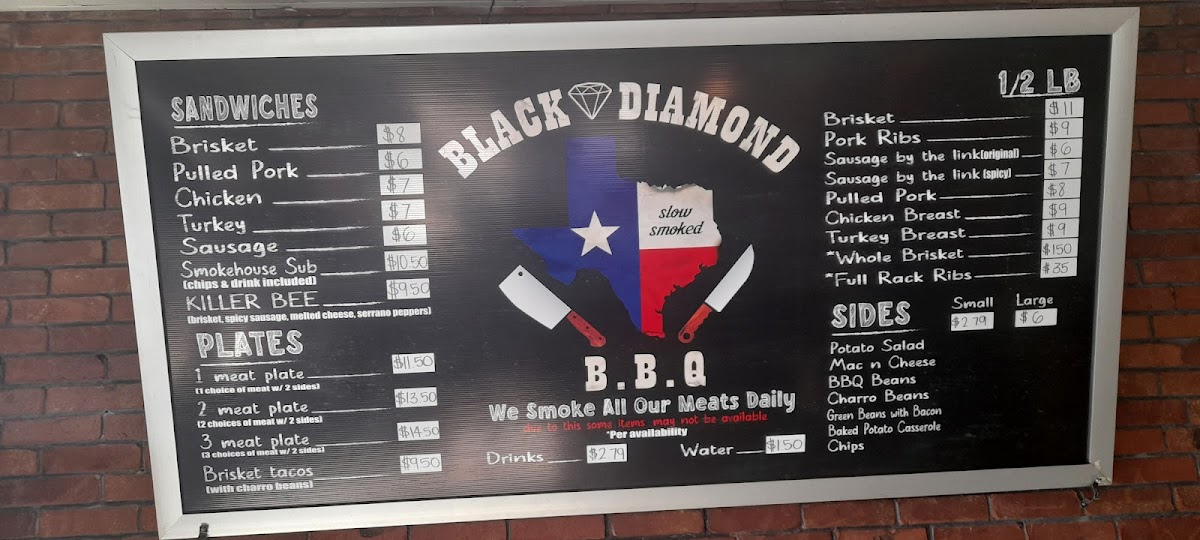 SANDWICHES
Brisket $8
Pulled Pork $6
Chicken $7
Turkey $7
Sausage $6
Smokehouse Sub $10.50
(chips & drink included)
KILLER BEE $9.50
(brisket, spicy sausage, melted cheese, serrano peppers)
PLATES
1 meat plate $11.50
(1 choice of meat w/ 2 sides)
2 meat plate $13.50
(2 choices of meat w/ 2 sides)
3 meat plate $14.50
(3 choices of meat w/ 2 sides)
Brisket tacos $9.50
(with charro beans)
BLACK DIAMOND
slow
smoked
B.B.Q
We Smoke All Our Meats Daily
due to this some items may not be available
*Per availability
Drinks $2.79 Water $1.50
1/2 LB
Brisket $11
Pork Ribs $9
Sausage by the link(original) $6
Sausage by the link(spicy) $7
Pulled Pork $8
Chicken Breast $9
Turkey Breast $9
*Whole Brisket $150
*Full Rack Ribs $35
SIDES Small Large
$2.79 $6
Potato Salad
Mac n Cheese
BBQ Beans
Charro Beans
Green Beans with Bacon
Baked Potato Casserole
Chips